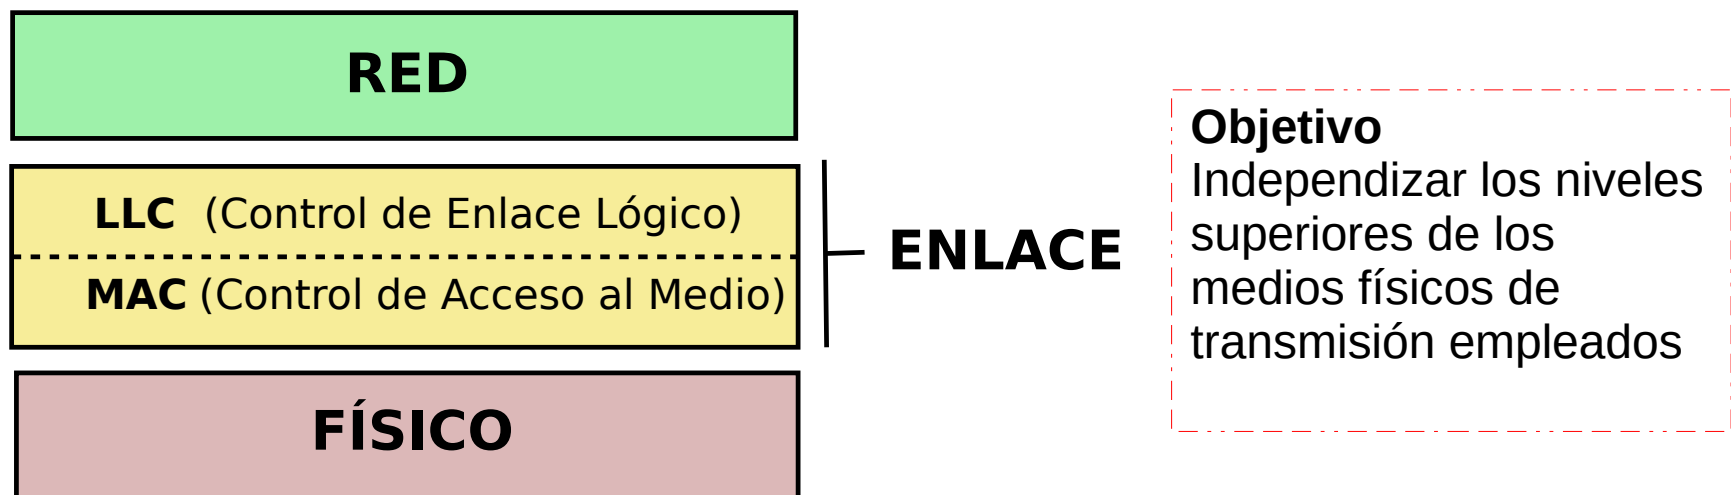 RED
LLC (Control de Enlace Lógico)
MAC (Control de Acceso al Medio)
ENLACE
FÍSICO
Objetivo
Independizar los niveles
superiores de los
medios físicos de
transmisión empleados